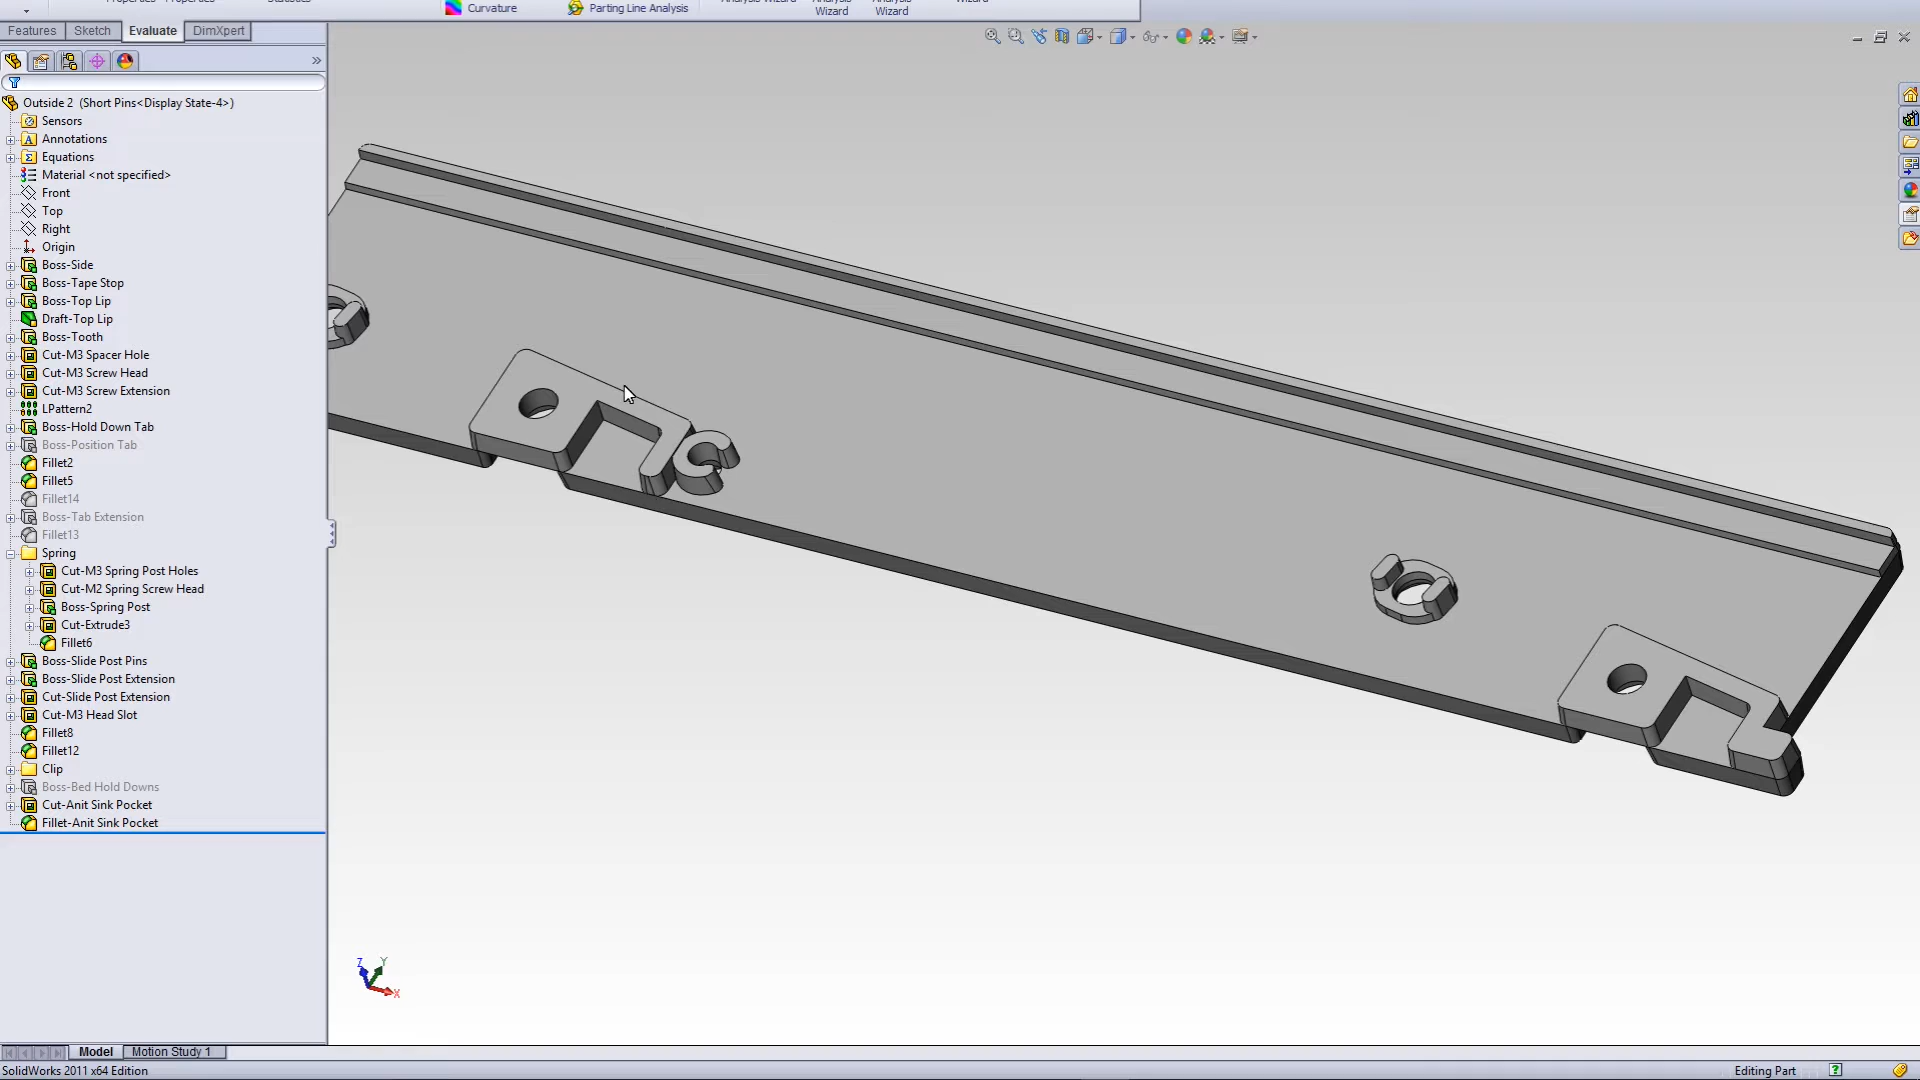 Curvature
Parting Line Analysis
Wizard
Wizard
Features
Sketch
Evaluate
DimXpert
Outside 2 (Short Pins<Display State-4>)
Sensors
Annotations
Equations
Material <not specified>
Front
Top
Right
Origin
Boss-Side
Boss-Tape Stop
Boss-Top Lip
Draft-Top Lip
Boss-Tooth
Cut-M3 Spacer Hole
Cut-M3 Screw Head
Cut-M3 Screw Extension
LPattern2
Boss-Hold Down Tab
Boss-Position Tab
Fillet2
Fillet5
Fillet14
Boss-Tab Extension
Fillet13
Spring
Cut-M3 Spring Post Holes
Cut-M2 Spring Screw Head
Boss-Spring Post
Cut-Extrude3
Fillet6
Boss-Slide Post Pins
Boss-Slide Post Extension
Cut-Slide Post Extension
Cut-M3 Head Slot
Fillet8
Fillet12
Clip
Boss-Bed Hold Downs
Cut-Anit Sink Pocket
Fillet-Anit Sink Pocket
Z
Y
X
Model
Motion Study 1
SolidWorks 2011 x64 Edition
Editing Part